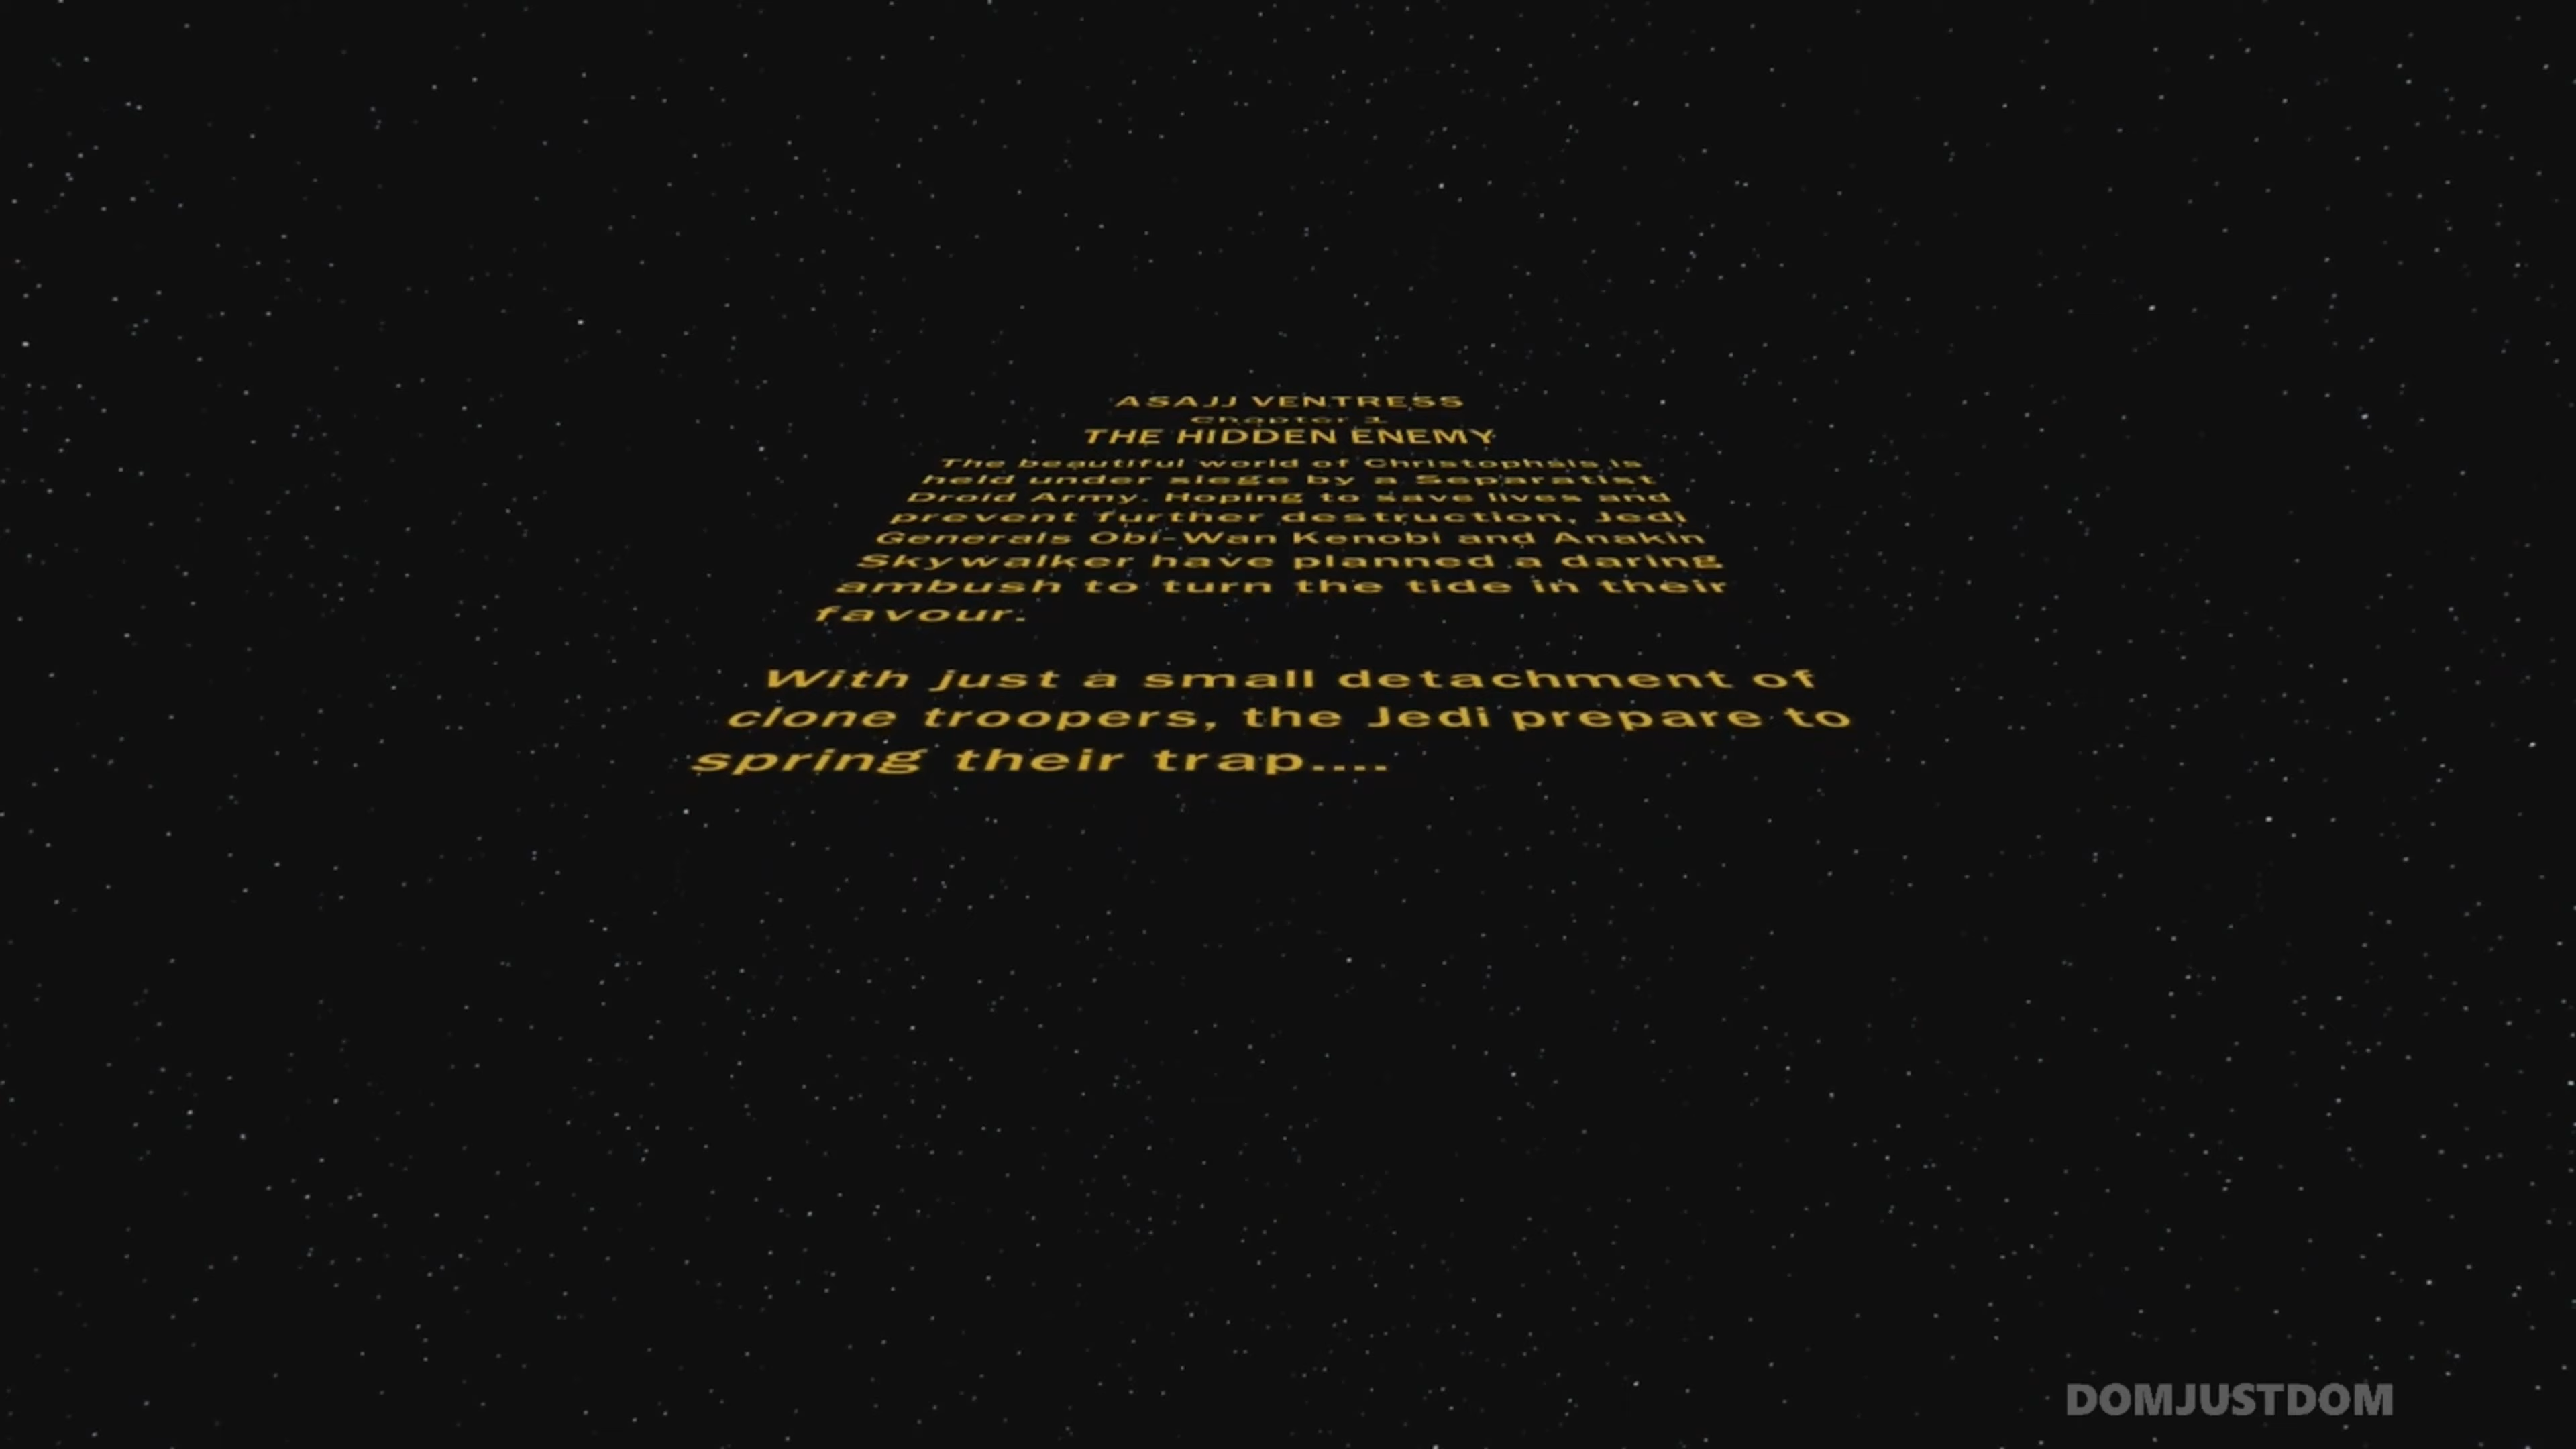 ASAJJ VENTRESS
Chapter 1
THE HIDDEN ENEMY
The beautiful world of Christophsis is
held under siege by a Separatist
Droid Army. Hoping to save lives and
prevent further destruction, Jedi
Generals Obi-Wan Kenobi and Anakin
Skywalker have planned a daring
ambush to turn the tide in their
favour.
With just a small detachment of
clone troopers, the Jedi prepare to
spring their trap....
DOMJUSTDOM